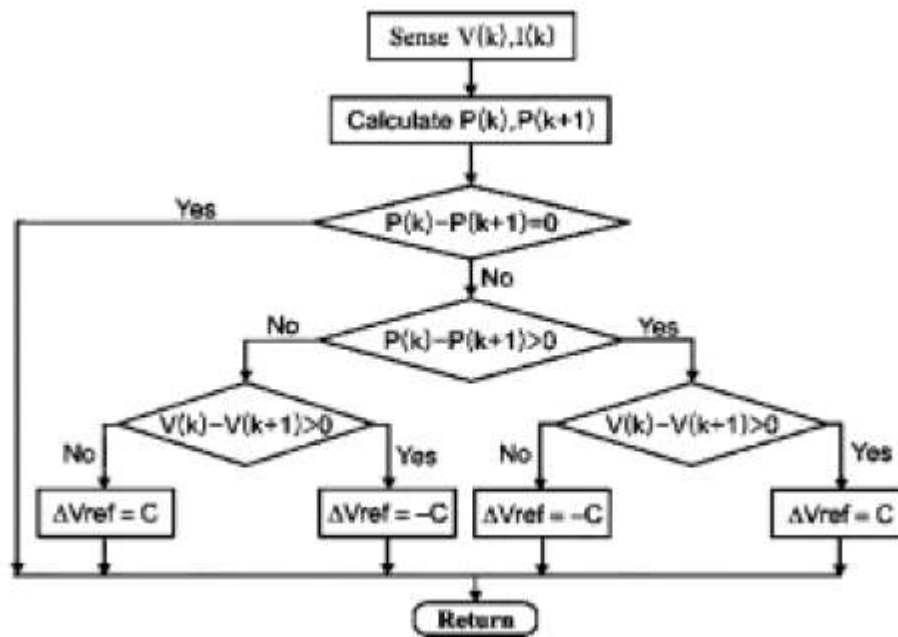 Sense V(k),I(k)
Calculate P(k),P(k+1)
Yes
P(k)−P(k+1)=0
No
No
P(k)−P(k+1)>0
Yes
V(k)−V(k+1)>0
V(k)−V(k+1)>0
No
Yes
No
Yes
ΔVref = C
ΔVref = −C
ΔVref = −C
ΔVref = C
Return